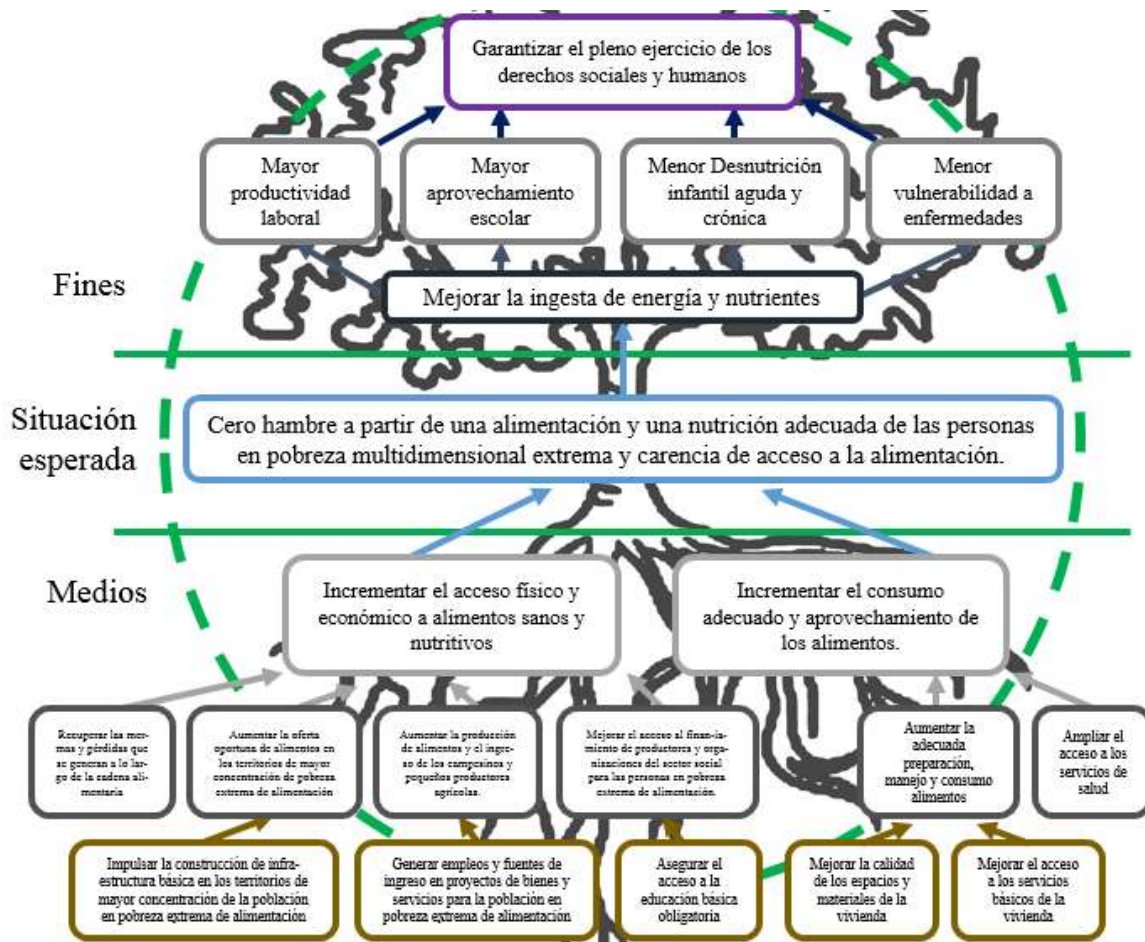 Garantizar el pleno ejercicio de los
derechos sociales y humanos
Mayor
productividad
laboral
Mayor
aprovechamiento
escolar
Menor Desnutrición
infantil aguda y
crónica
Menor
vulnerabilidad a
enfermedades
Fines
Mejorar la ingesta de energía y nutrientes
Situación
esperada
Cero hambre a partir de una alimentación y una nutrición adecuada de las personas
en pobreza multidimensional extrema y carencia de acceso a la alimentación.
Medios
Incrementar el acceso físico y
económico a alimentos sanos y
nutritivos
Incrementar el consumo
adecuado y aprovechamiento de
los alimentos.
Recuperar las mer-
mas y pérdidas que
se generan a lo lar-
go de la cadena ali-
mentaria
Aumentar la oferta
oportuna de alimentos en
los territorios de mayor
concentración de pobreza
extrema de alimentación
Aumentar la producción
de alimentos y el ingre-
so de los campesinos y
pequeños productores
agrícolas.
Mejorar el acceso al financia-
miento de productores y orga-
nizaciones del sector social
para las personas en pobreza
extrema de alimentación.
Aumentar la
adecuada
preparación,
manejo y consumo
alimentos
Ampliar el
acceso a los
servicios de
salud
Impulsar la construcción de infra-
estructura básica en los territorios de
mayor concentración de la población
en pobreza extrema de alimentación
Generar empleos y fuentes de
ingreso en proyectos de bienes y
servicios para la población en
pobreza extrema de alimentación
Asegurar el
acceso a la
educación básica
obligatoria
Mejorar la calidad
de los espacios y
materiales de la
vivienda
Mejorar el acceso
a los servicios
básicos de la
vivienda